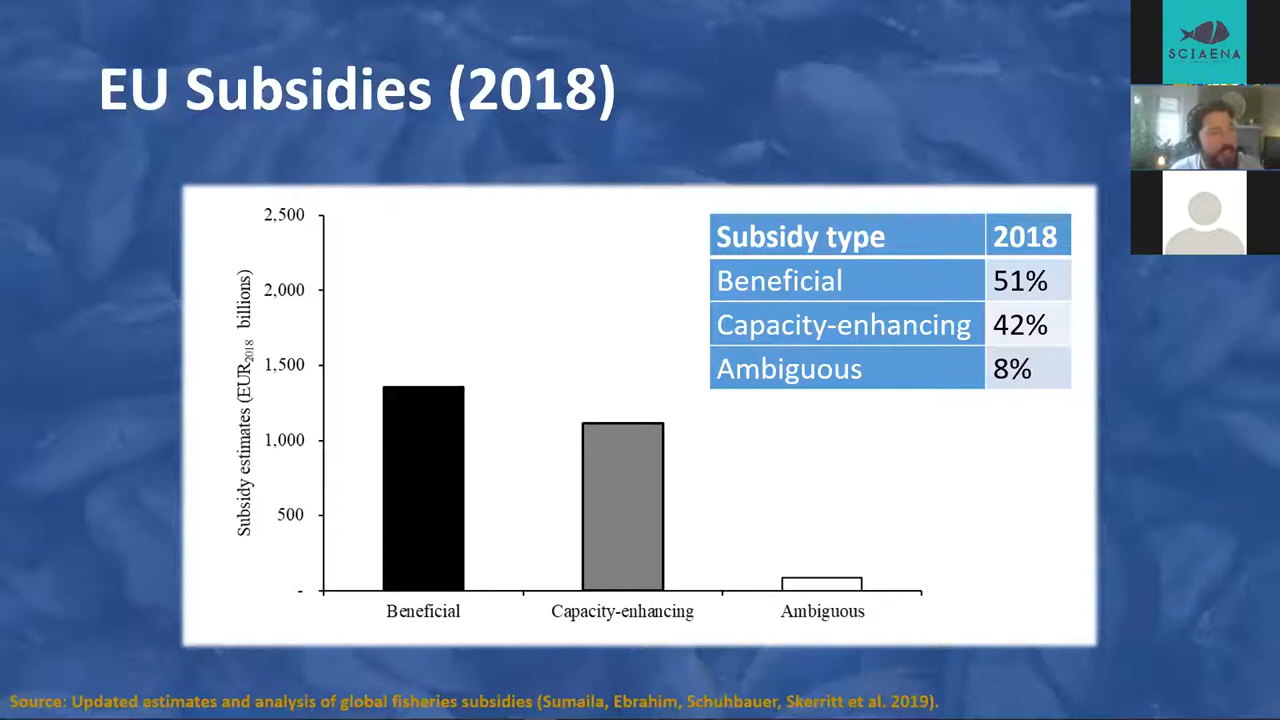 EU Subsidies (2018)
SCIAENA
2,500
2,000
1,500
1,000
500
-
Subsidy estimates (EUR2018 billions)
Beneficial
Capacity-enhancing
Ambiguous
Subsidy type 2018
Beneficial 51%
Capacity-enhancing 42%
Ambiguous 8%
Source: Updated estimates and analysis of global fisheries subsidies (Sumaila, Ebrahim, Schuhbauer, Skerritt et al. 2019).